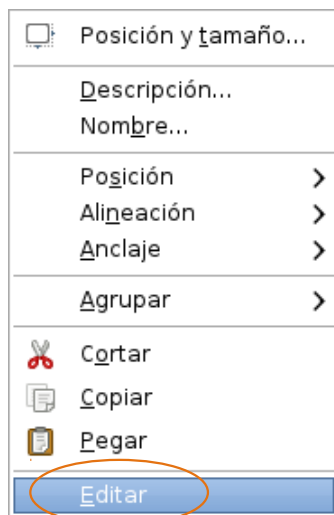 Posición y tamaño...
Descripción...
Nombre...
Posición
Alineación
Anclaje
Agrupar
Cortar
Copiar
Pegar
Editar